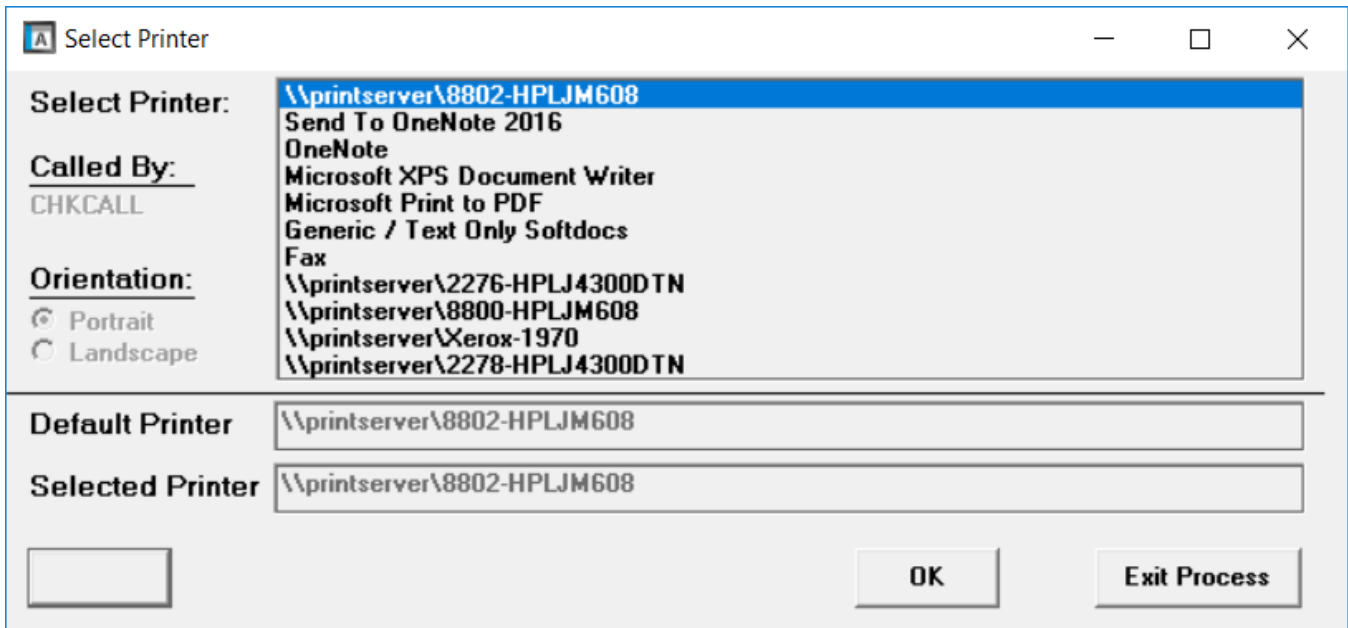 A Select Printer
Select Printer:
\\printserver\8802-HPLJM608
Send To OneNote 2016
OneNote
Microsoft XPS Document Writer
Microsoft Print to PDF
Generic / Text Only Softdocs
Fax
\\printserver\2276-HPLJ4300DTN
\\printserver\8800-HPLJM608
\\printserver\Xerox-1970
\\printserver\2278-HPLJ4300DTN
Called By:
CHKCALL
Orientation:
Portrait
Landscape
Default Printer \\printserver\8802-HPLJM608
Selected Printer \\printserver\8802-HPLJM608
OK Exit Process